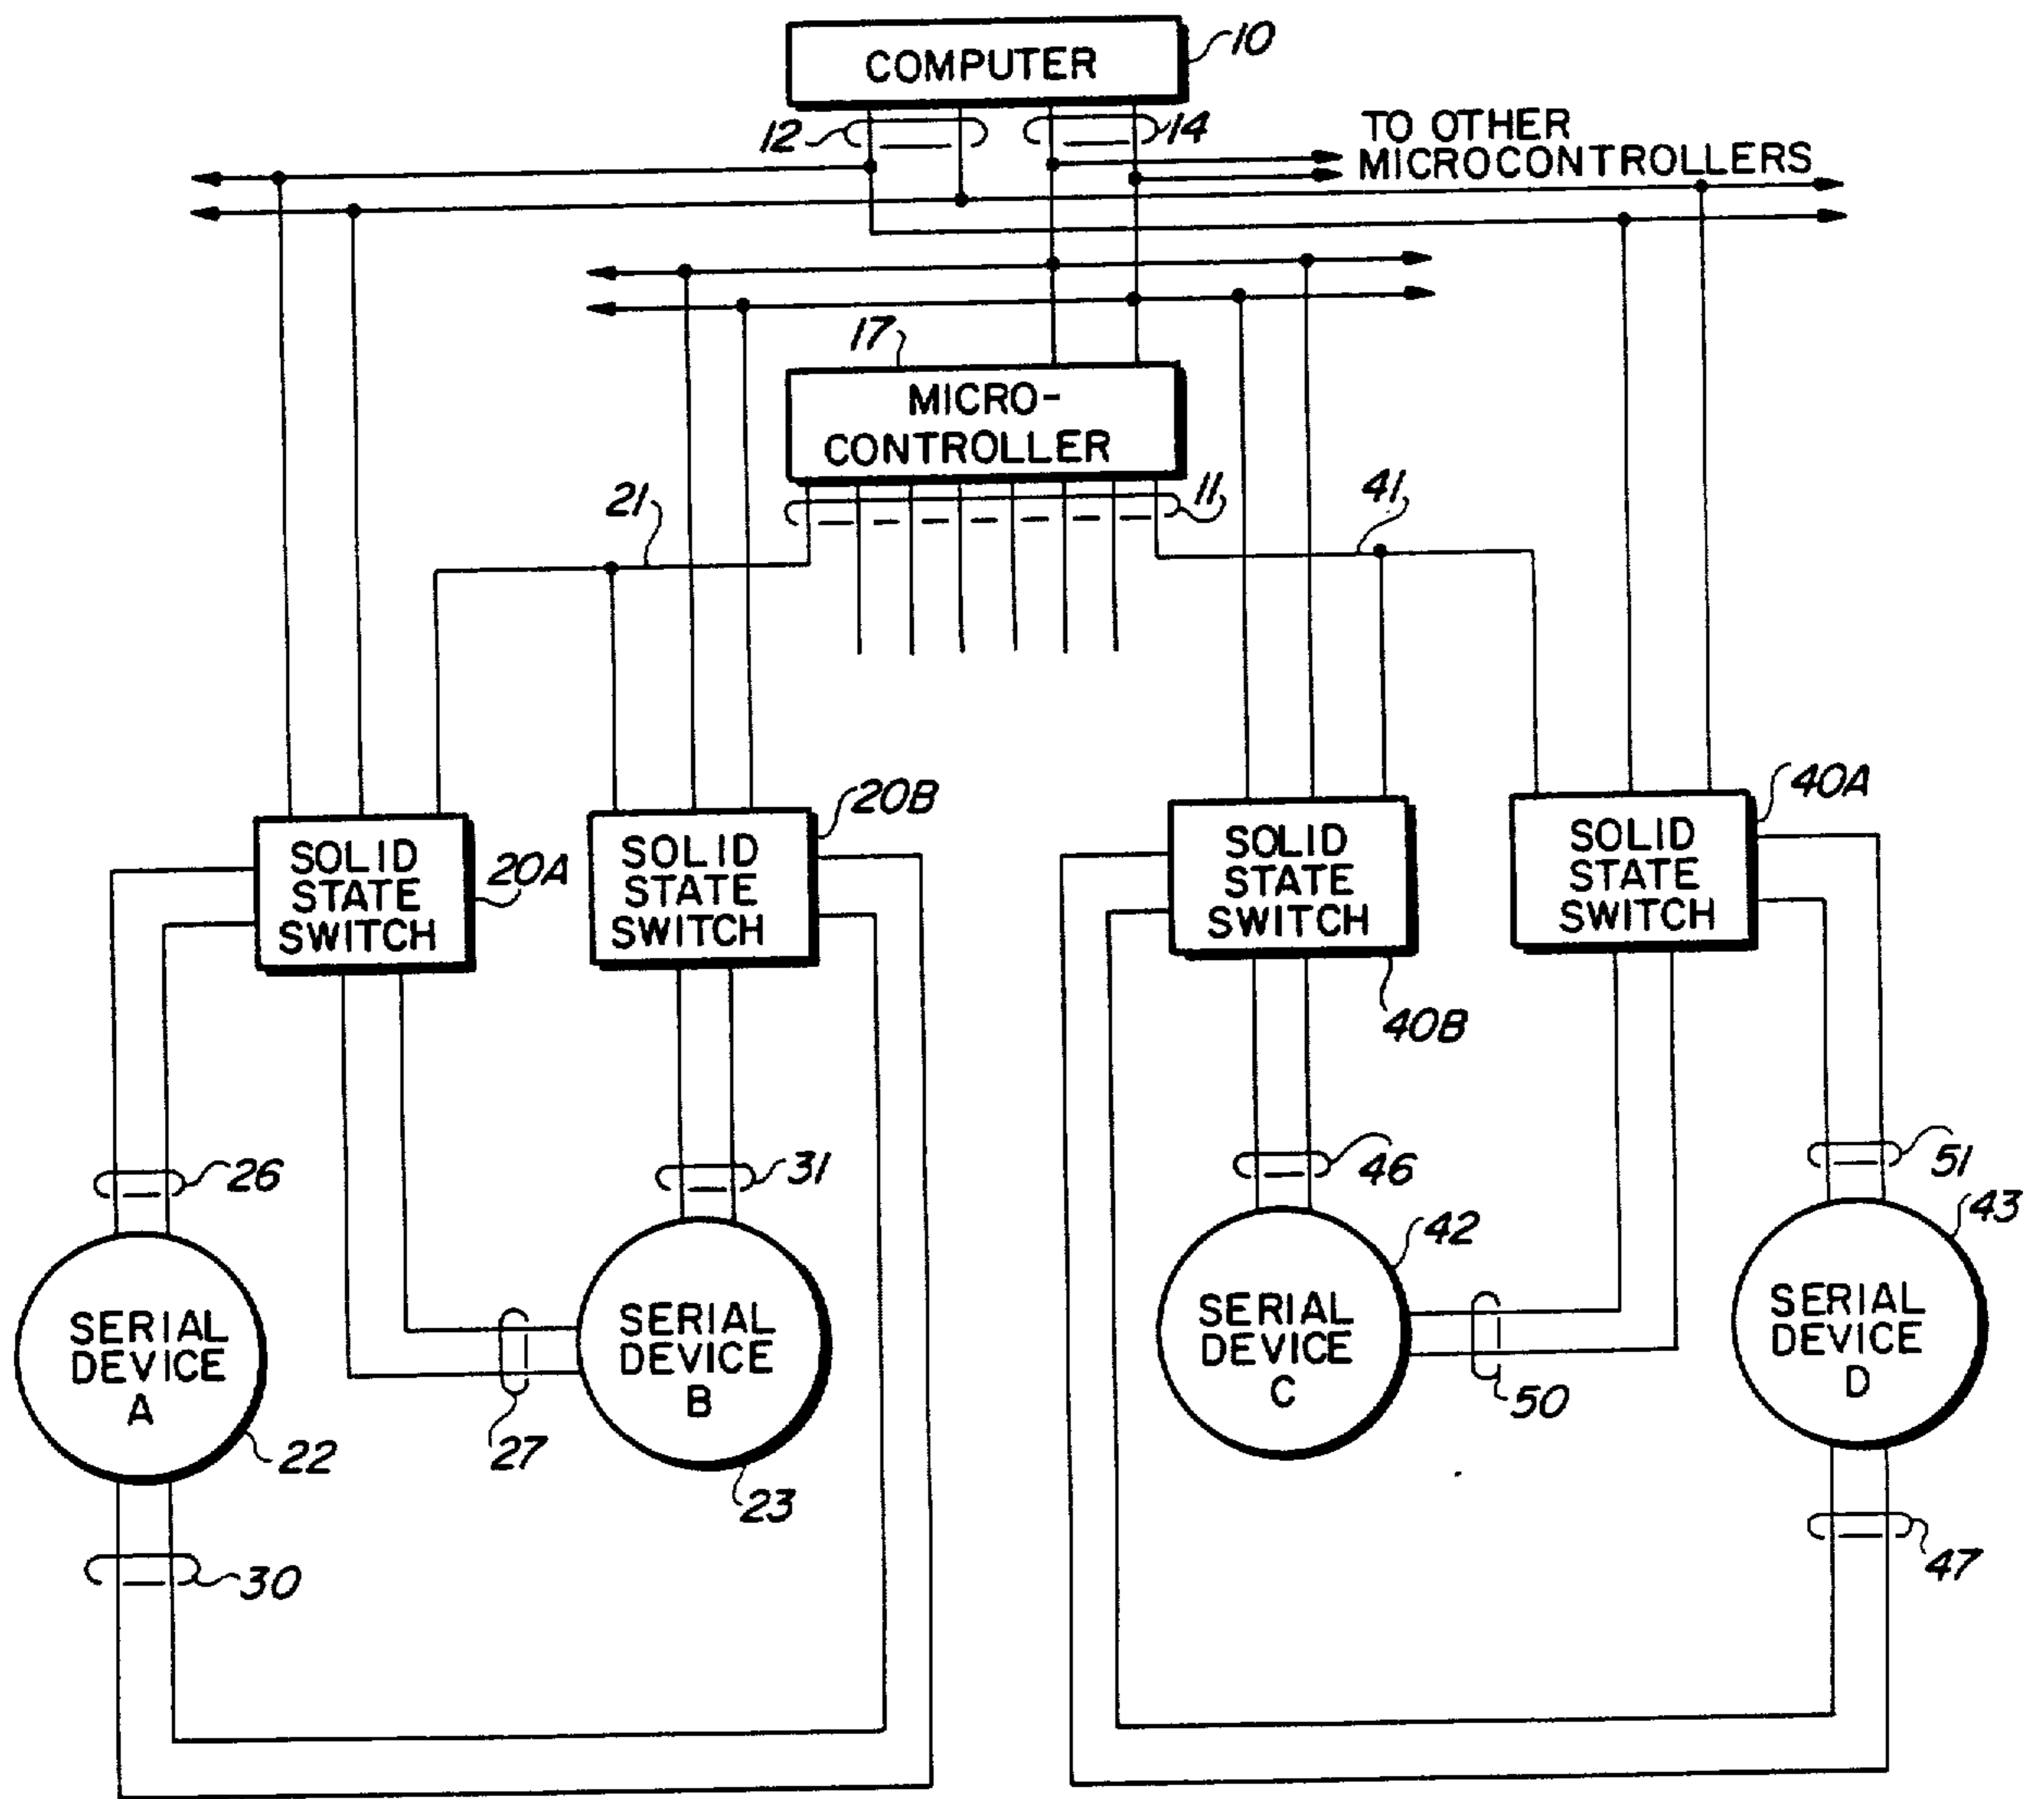 COMPUTER
10
12
14
TO OTHER
MICROCONTROLLERS
17
MICRO-
CONTROLLER
11
21
41
SOLID
STATE
SWITCH
20A
SOLID
STATE
SWITCH
20B
SOLID
STATE
SWITCH
40B
SOLID
STATE
SWITCH
40A
26
31
46
51
SERIAL
DEVICE
A
22
SERIAL
DEVICE
B
23
27
SERIAL
DEVICE
C
42
50
SERIAL
DEVICE
D
43
30
47